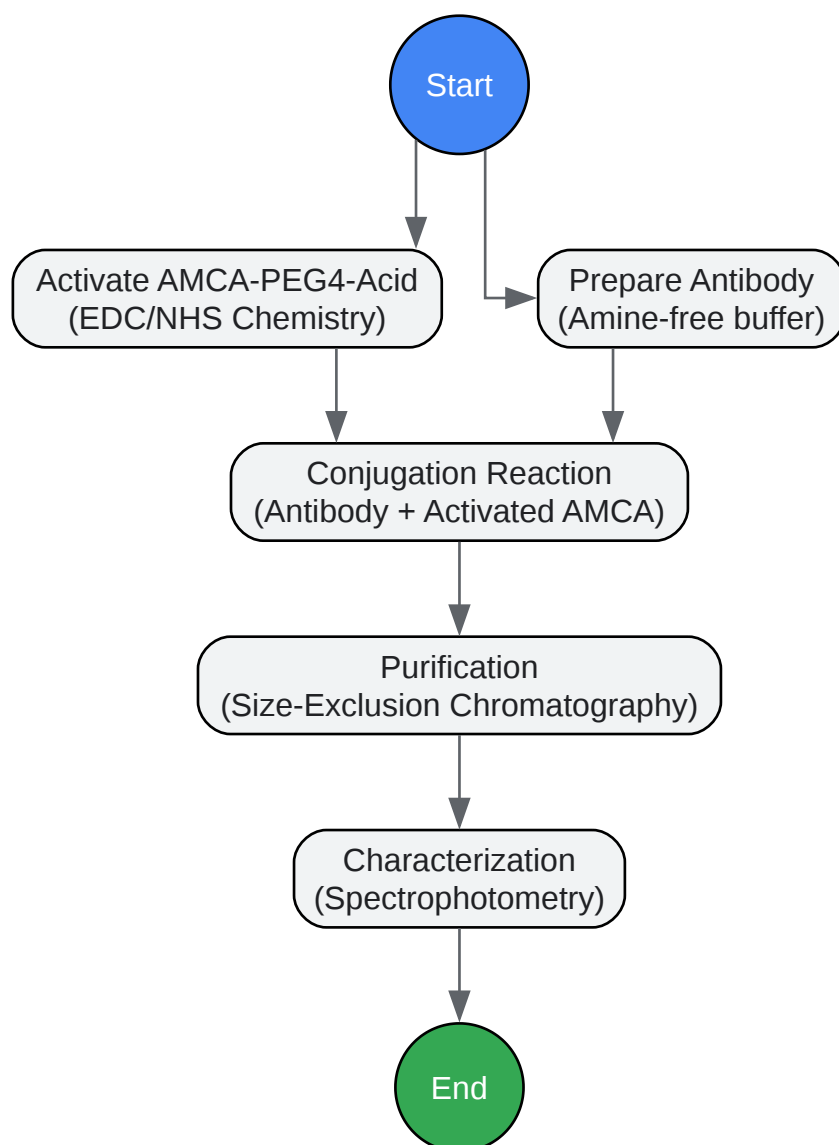 Start
Activate AMCA-PEG4-Acid
(EDC/NHS Chemistry)
Prepare Antibody
(Amine-free buffer)
Conjugation Reaction
(Antibody + Activated AMCA)
Purification
(Size-Exclusion Chromatography)
Characterization
(Spectrophotometry)
End